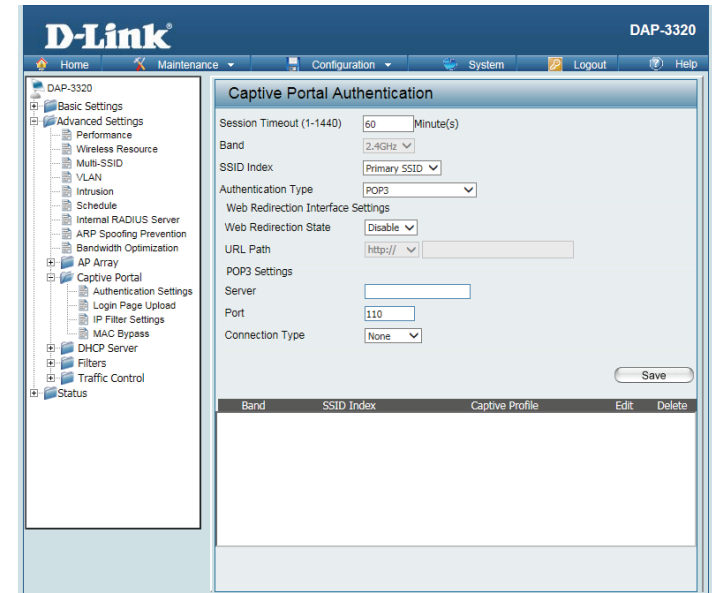 D-Link®
DAP-3320
Home Maintenance Configuration System Logout Help
DAP-3320
Basic Settings
Advanced Settings
Performance
Wireless Resource
Multi-SSID
VLAN
Intrusion
Schedule
Internal RADIUS Server
ARP Spoofing Prevention
Bandwidth Optimization
AP Array
Captive Portal
Authentication Settings
Login Page Upload
IP Filter Settings
MAC Bypass
DHCP Server
Filters
Traffic Control
Status
Captive Portal Authentication
Session Timeout (1-1440) 60 Minute(s)
Band 2.4GHz
SSID Index Primary SSID
Authentication Type POP3
Web Redirection Interface Settings
Web Redirection State Disable
URL Path http://
POP3 Settings
Server
Port 110
Connection Type None
Save
Band SSID Index Captive Profile Edit Delete